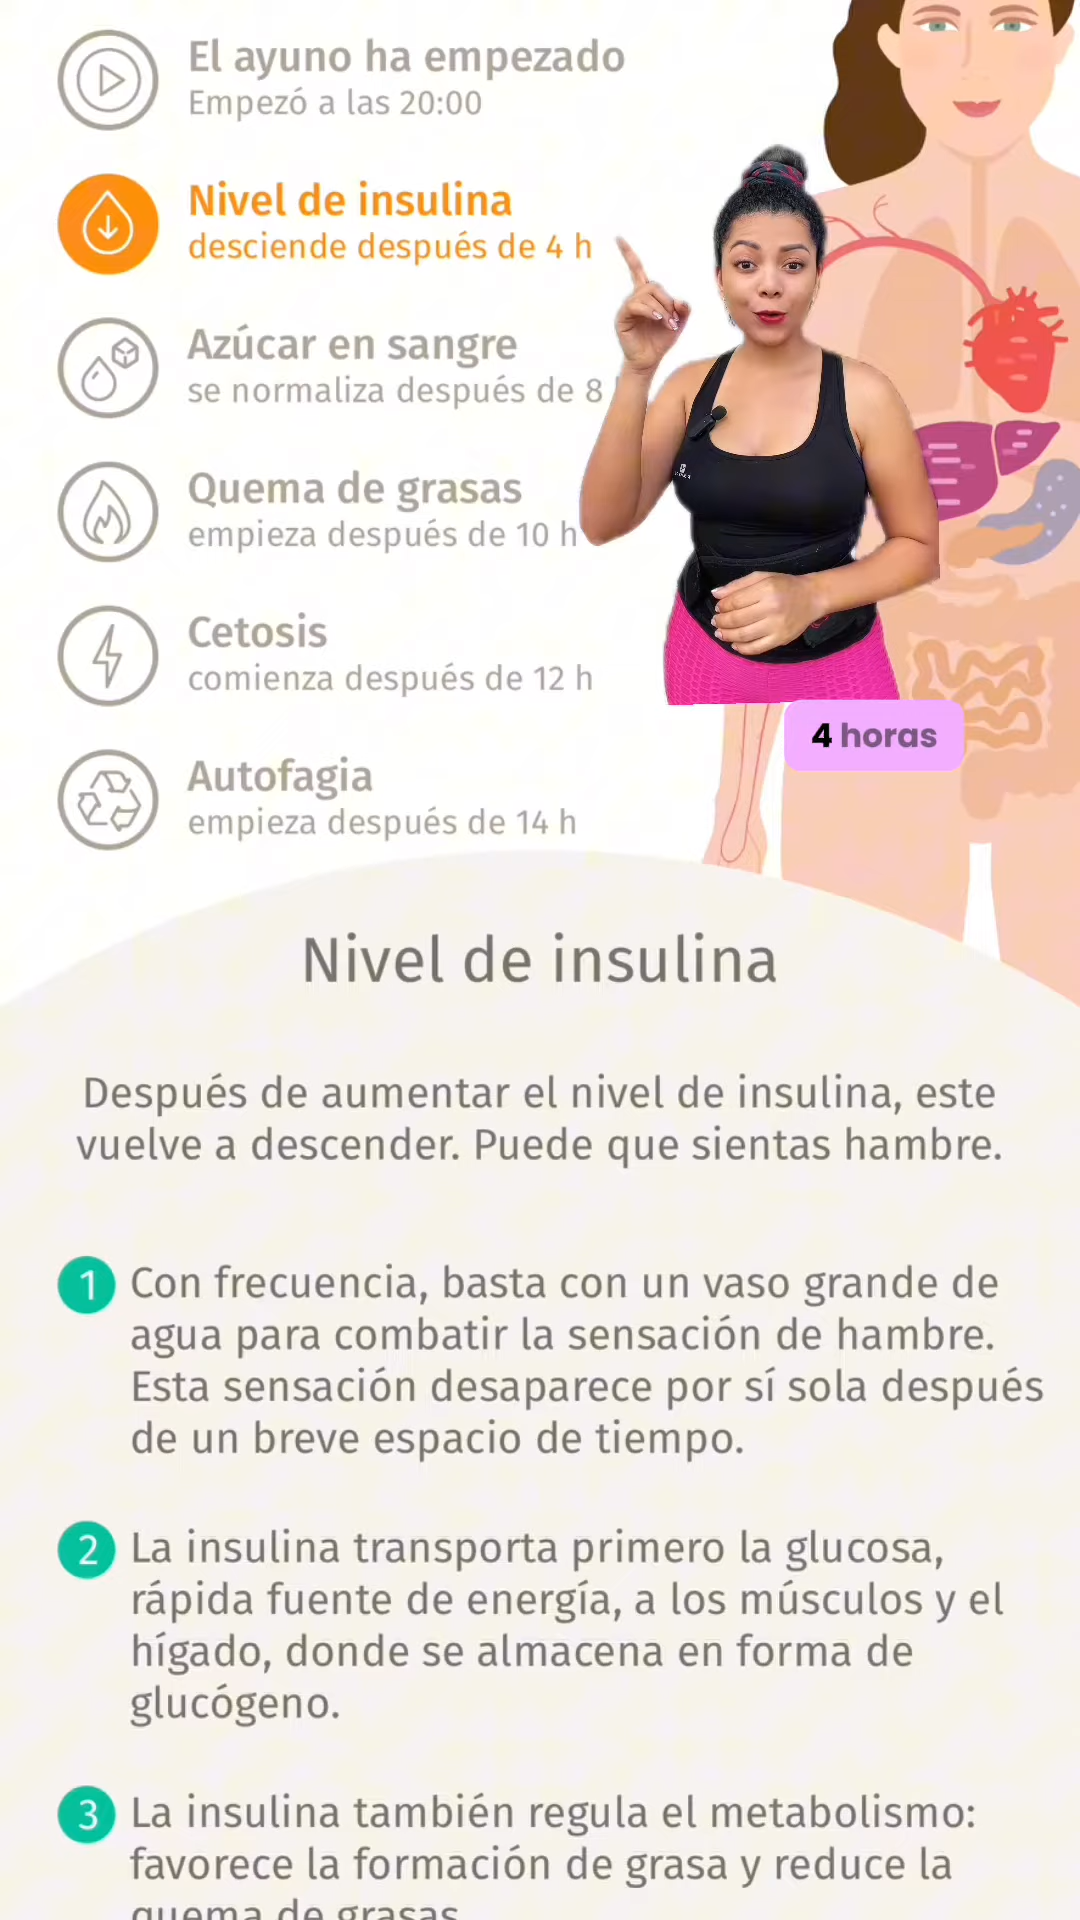 El ayuno ha empezado
Empezó a las 20:00
Nivel de insulina
desciende después de 4 h
Azúcar en sangre
se normaliza después de 8
Quema de grasas
empieza después de 10 h
Cetosis
comienza después de 12 h
4 horas
Autofagia
empieza después de 14 h
Nivel de insulina
Después de aumentar el nivel de insulina, este
vuelve a descender. Puede que sientas hambre.
1 Con frecuencia, basta con un vaso grande de
agua para combatir la sensación de hambre.
Esta sensación desaparece por sí sola después
de un breve espacio de tiempo.
2 La insulina transporta primero la glucosa,
rápida fuente de energía, a los músculos y el
hígado, donde se almacena en forma de
glucógeno.
3 La insulina también regula el metabolismo:
favorece la formación de grasa y reduce la
quema de grasas